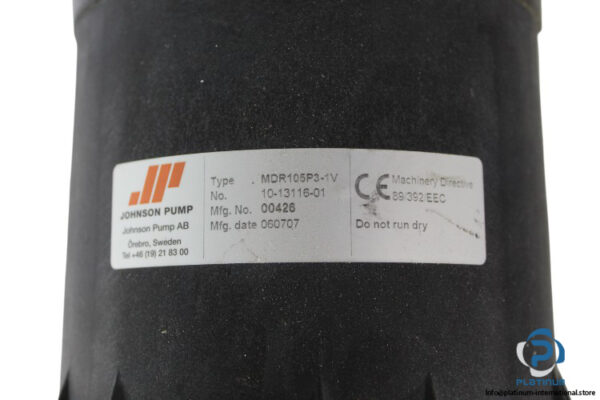 JP
JOHNSON PUMP
Johnson Pump AB
Örebro, Sweden
Tel +46 (19) 21 83 00
Type . MDR105P3-1V
No. 10-13116-01
Mfg. No. 00426
Mfg. date 060707
CE Machinery Directive
89/392/EEC
Do not run dry
PLATINUM
info@platinum-international.store